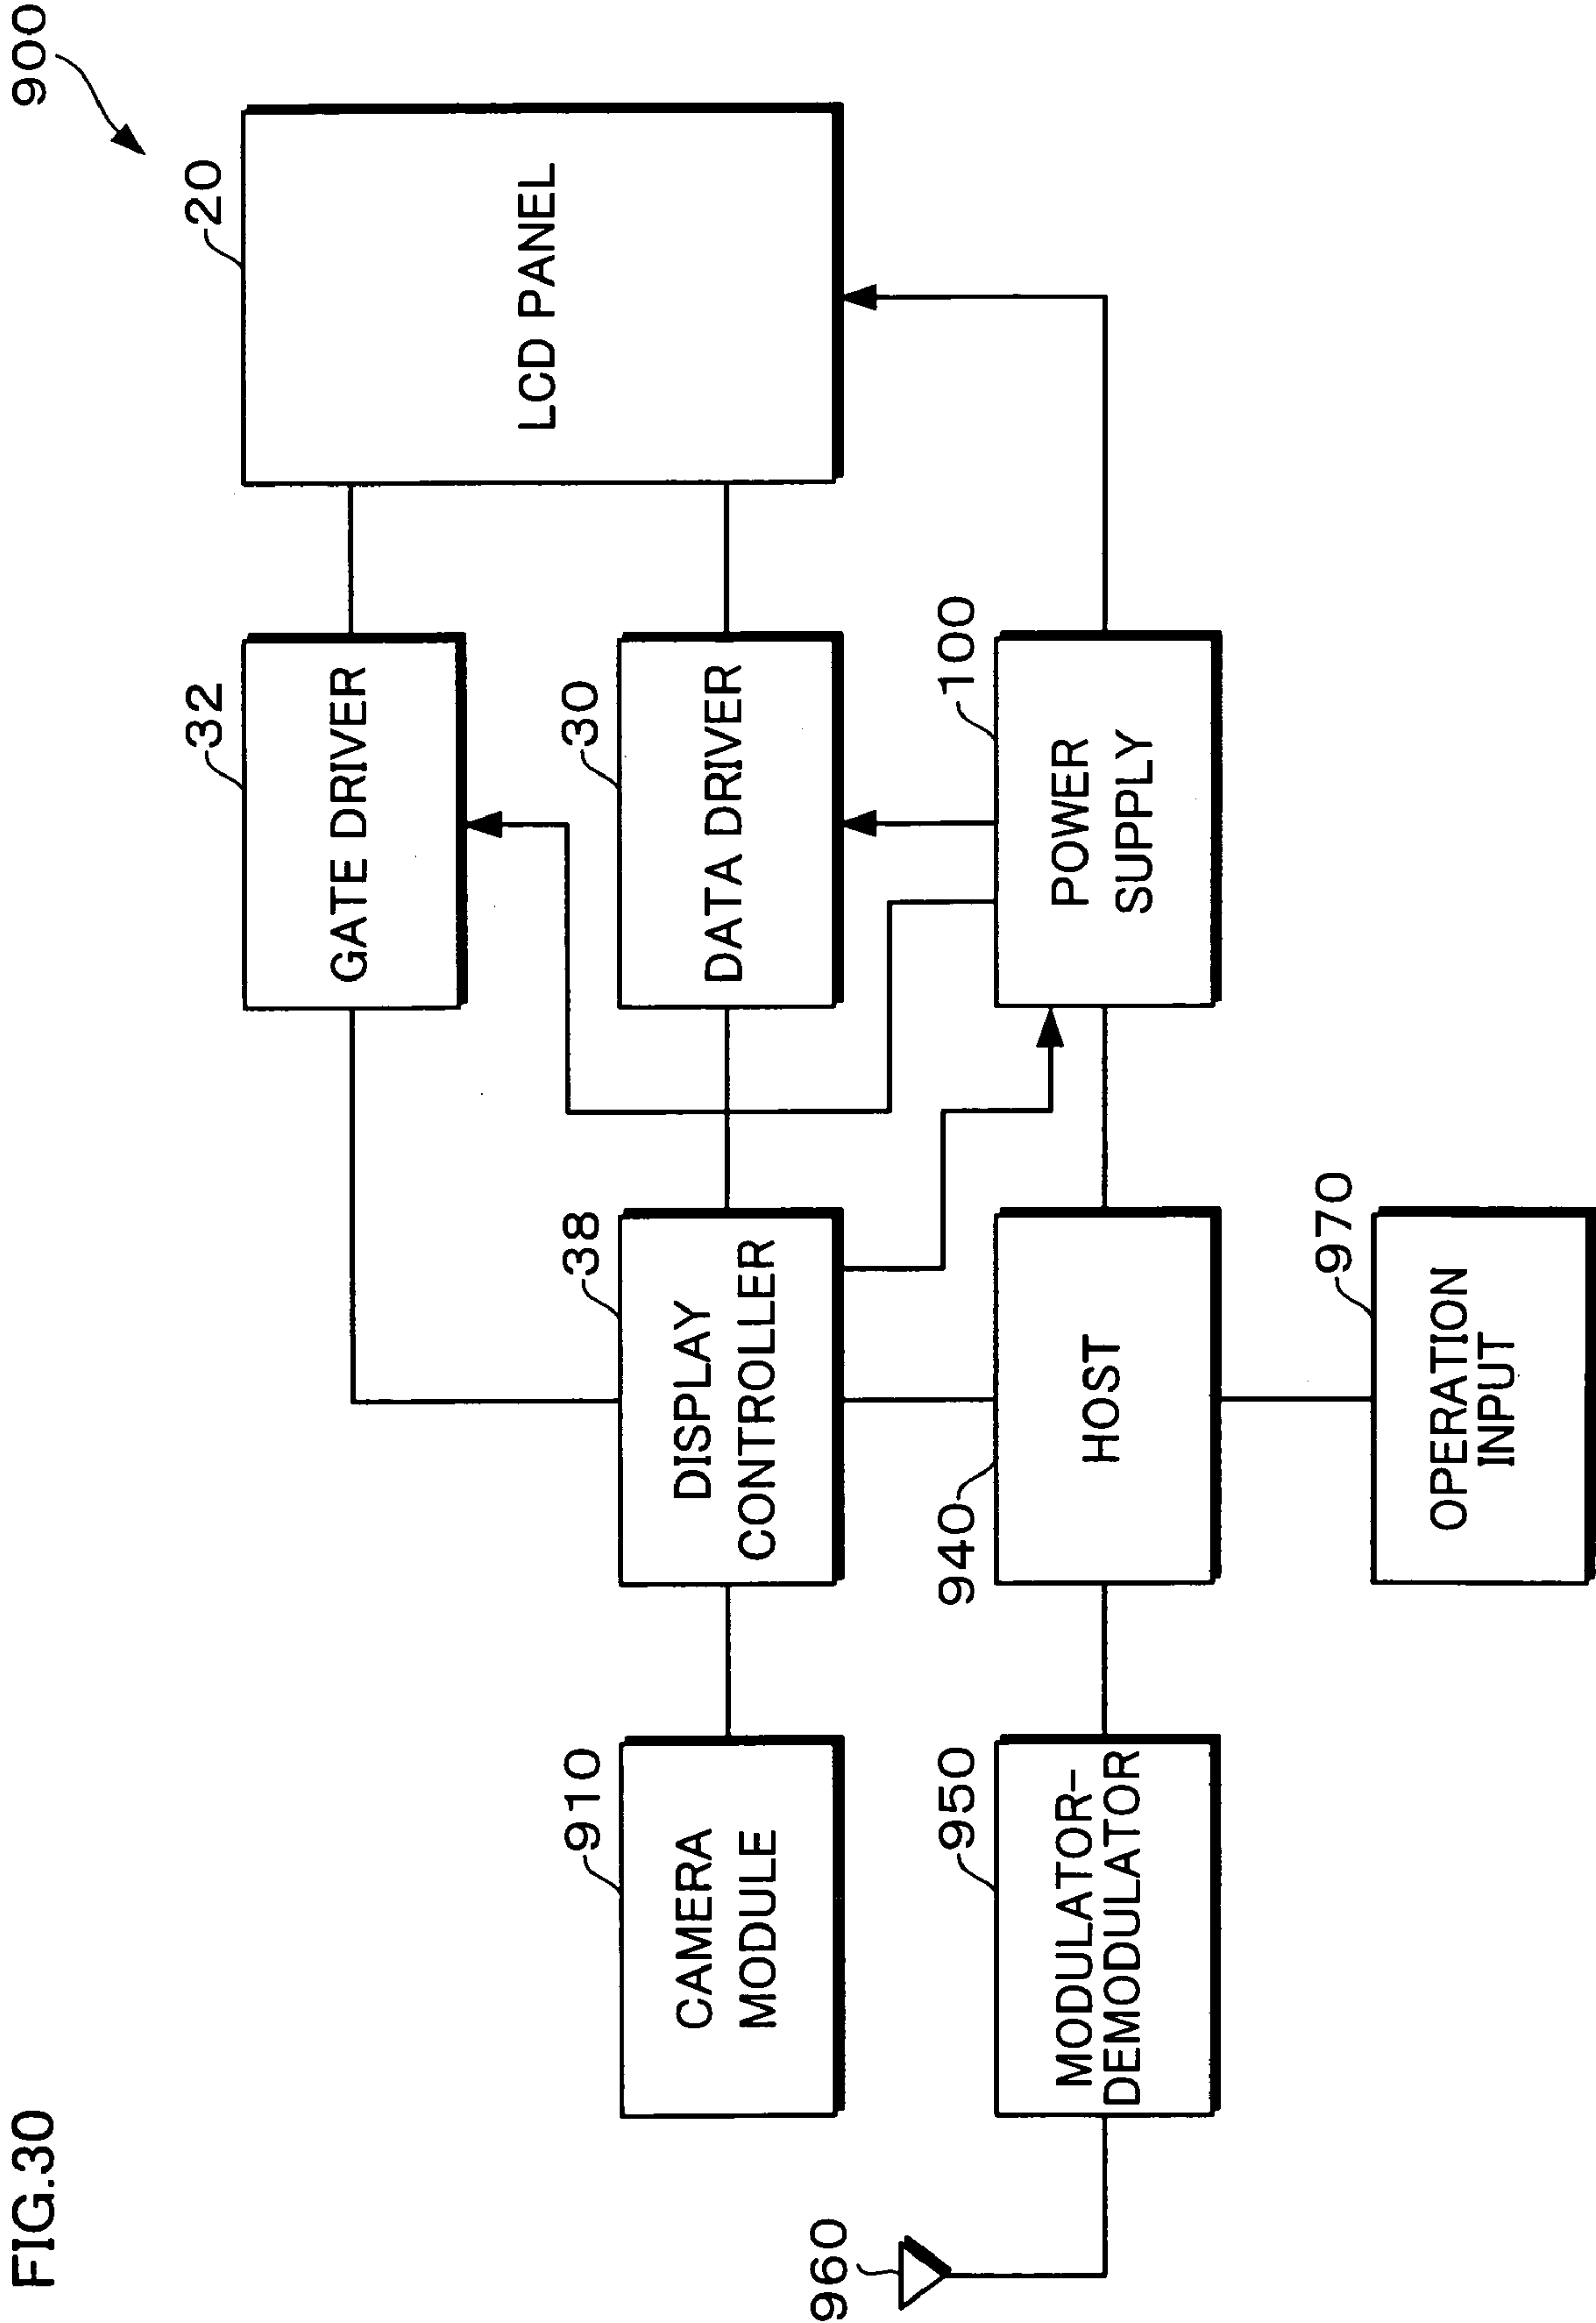 FIG.30
900
20
LCD PANEL
32
GATE DRIVER
30
DATA DRIVER
100
POWER
SUPPLY
38
DISPLAY
CONTROLLER
940
HOST
970
OPERATION
INPUT
910
CAMERA
MODULE
950
MODULATOR-
DEMODULATOR
960